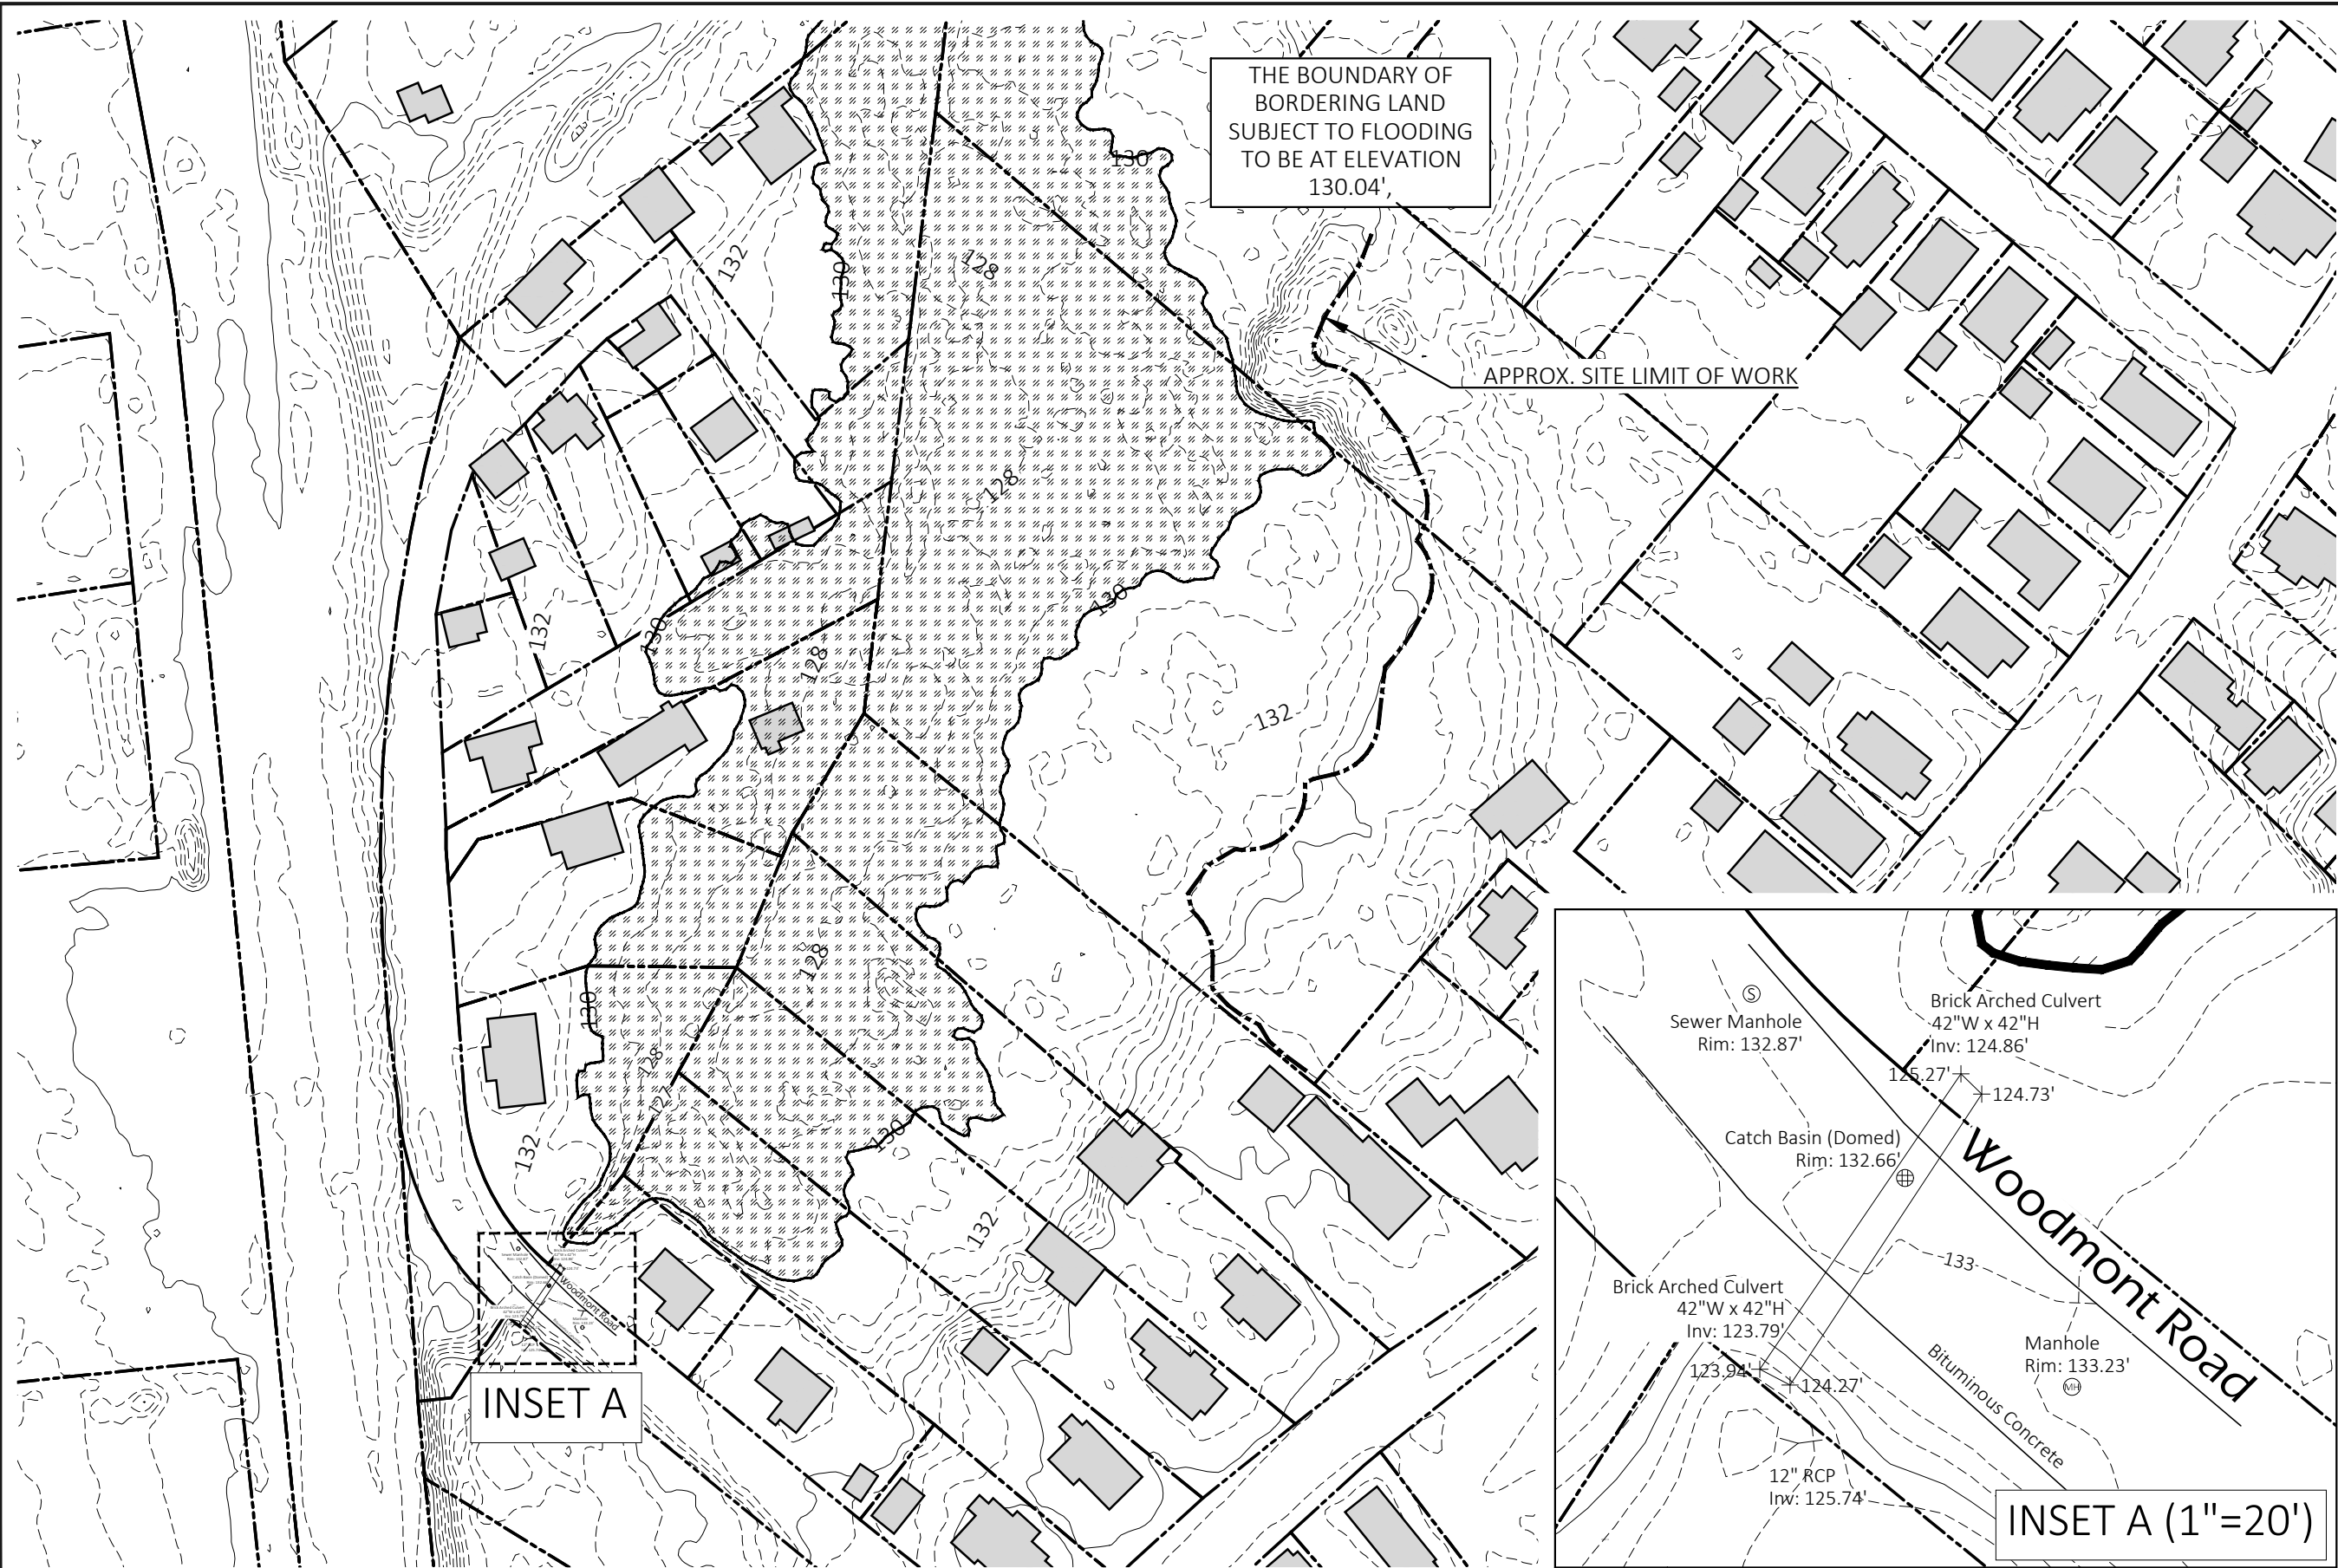 THE BOUNDARY OF
BORDERING LAND
SUBJECT TO FLOODING
TO BE AT ELEVATION
130.04',
130
132
130
128
APPROX. SITE LIMIT OF WORK
128
130
132
130
128
132
128
130
128
127
130
132
132
Woodmont Road
INSET A
Sewer Manhole
Rim: 132.87'
S
Brick Arched Culvert
42"W x 42"H
Inv: 124.86'
125.27'
124.73'
Catch Basin (Domed)
Rim: 132.66'
Woodmont Road
133
Brick Arched Culvert
42"W x 42"H
Inv: 123.79'
Manhole
Rim: 133.23'
MH
123.94'
124.27'
Bituminous Concrete
12" RCP
Inv: 125.74'
INSET A (1"=20')